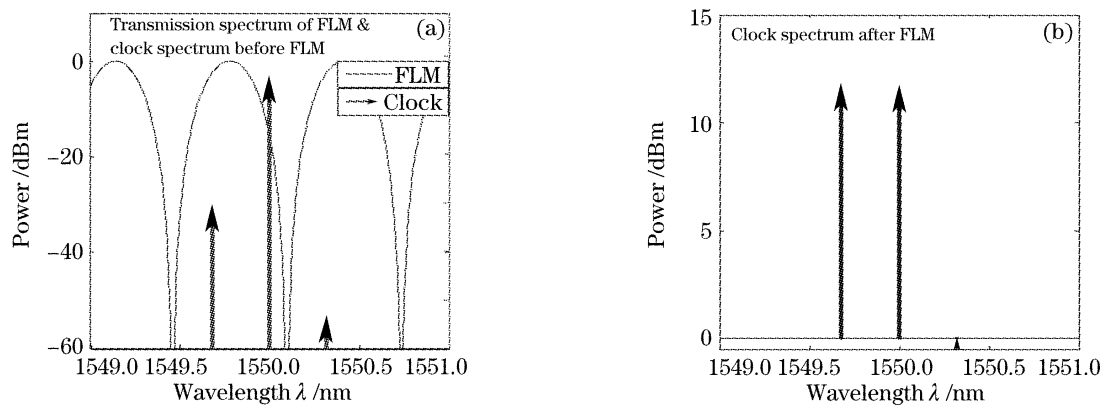 Transmission spectrum of FLM &
clock spectrum before FLM
(a)
FLM
Clock
0
−20
−40
−60
Power/dBm
1549.0 1549.5 1550.0 1550.5 1551.0
Wavelength λ/nm
Clock spectrum after FLM
(b)
15
10
5
0
Power/dBm
1549.0 1549.5 1550.0 1550.5 1551.0
Wavelength λ/nm